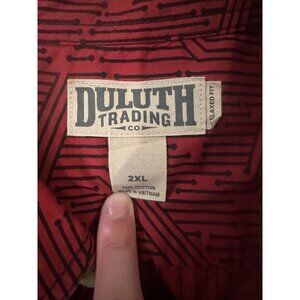 DULUTH
TRADING
CO
RELAXED FIT
2XL
100% COTTON
MADE IN VIETNAM